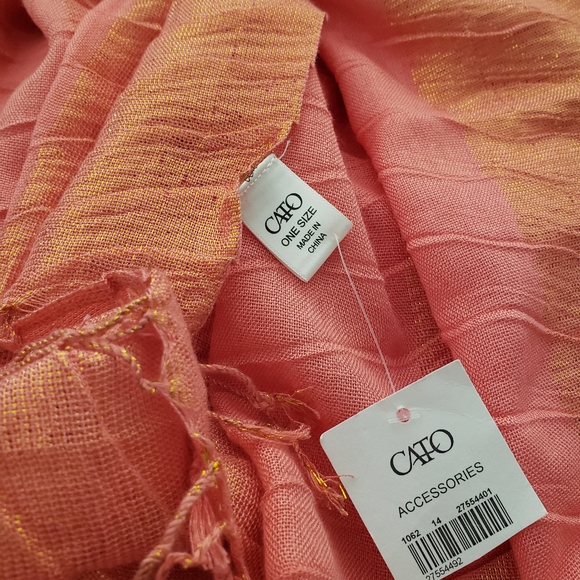 CATO
ONE SIZE
MADE IN
CHINA
CATO
ACCESSORIES
1062 14 27554401
27554492